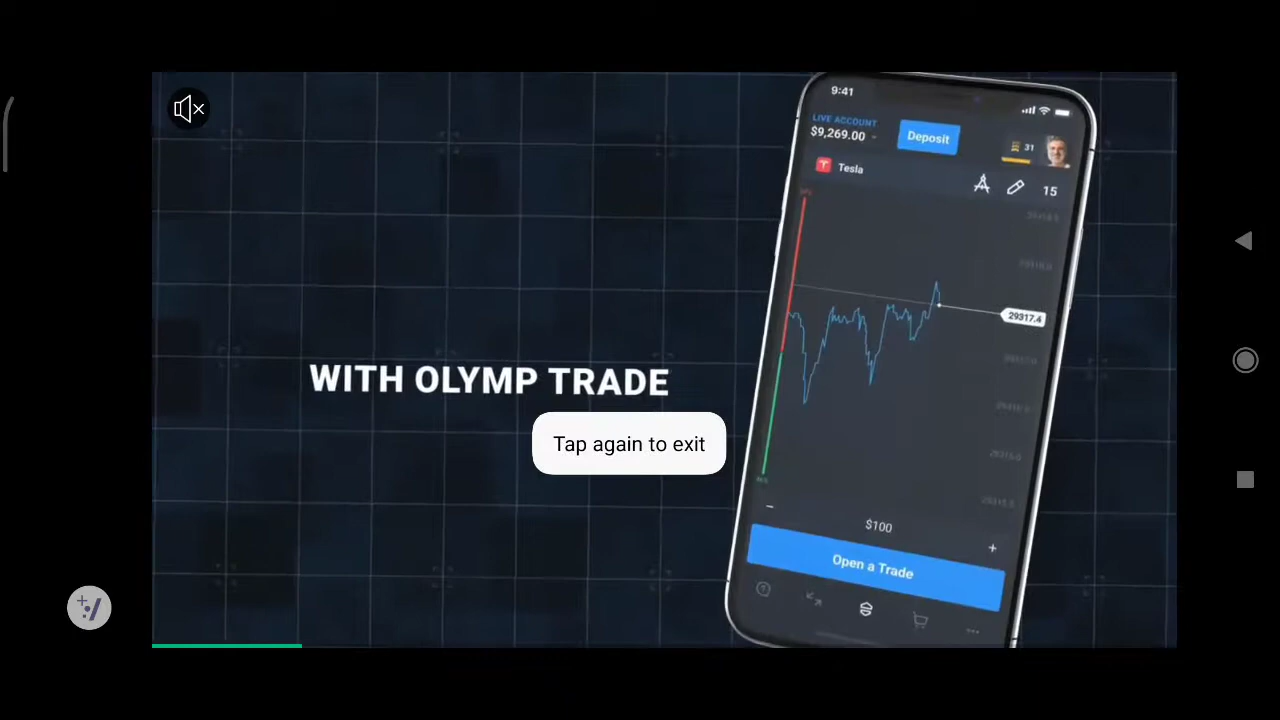 9:41
LIVE ACCOUNT
$9,269.00
Deposit
31
Tesla
15
29317.4
WITH OLYMP TRADE
Tap again to exit
−
$100
+
Open a Trade